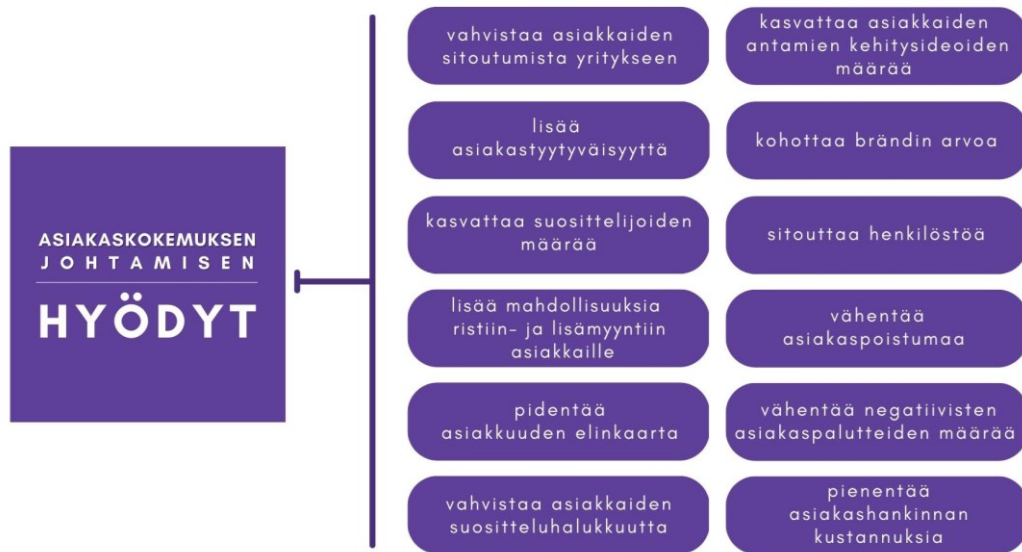 ASIAKASKOKEMUKSEN
JOHTAMISEN
HYÖDYT
vahvistaa asiakkaiden
sitoutumista yritykseen
lisää
asiakastyytyväisyyttä
kasvattaa suosittelijoiden
määrää
lisää mahdollisuuksia
ristiin- ja lisämyyntiin
asiakkaille
pidentää
asiakkuuden elinkaarta
vahvistaa asiakkaiden
suositteluhalukkuutta
kasvattaa asiakkaiden
antamien kehitysideoiden
määrää
kohottaa brändin arvoa
sitouttaa henkilöstöä
vähentää
asiakaspoistumaa
vähentää negatiivisten
asiakaspalutteiden määrää
pienentää
asiakashankinnan
kustannuksia